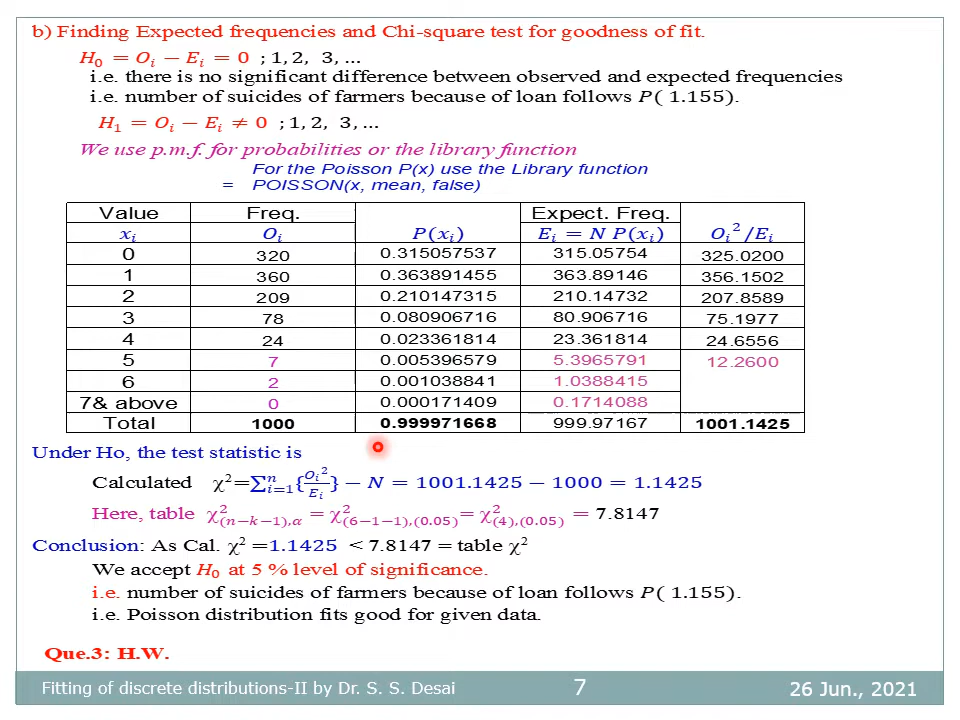 b) Finding Expected frequencies and Chi-square test for goodness of fit.
H₀ = Oᵢ − Eᵢ = 0 ; 1, 2, 3, ...
i.e. there is no significant difference between observed and expected frequencies
i.e. number of suicides of farmers because of loan follows P( 1.155).
H₁ = Oᵢ − Eᵢ ≠ 0 ; 1, 2, 3, ...
We use p.m.f. for probabilities or the library function
For the Poisson P(x) use the Library function
= POISSON(x, mean, false)
Value Freq. Expect. Freq.
xᵢ Oᵢ P(xᵢ) Eᵢ = N P(xᵢ) Oᵢ²/Eᵢ
0 320 0.315057537 315.05754 325.0200
1 360 0.363891455 363.89146 356.1502
2 209 0.210147315 210.14732 207.8589
3 78 0.080906716 80.906716 75.1977
4 24 0.023361814 23.361814 24.6556
5 7 0.005396579 5.3965791 12.2600
6 2 0.001038841 1.0388415
7& above 0 0.000171409 0.1714088
Total 1000 0.999971668 999.97167 1001.1425
Under Ho, the test statistic is
Calculated χ²=∑ⁿᵢ₌₁{Oᵢ²/Eᵢ} − N = 1001.1425 − 1000 = 1.1425
Here, table χ²₍ₙ₋ₖ₋₁₎,α = χ²₍₆₋₁₋₁₎,₍₀.₀₅₎= χ²₍₄₎,₍₀.₀₅₎ = 7.8147
Conclusion: As Cal. χ² =1.1425 < 7.8147 = table χ²
We accept H₀ at 5 % level of significance.
i.e. number of suicides of farmers because of loan follows P( 1.155).
i.e. Poisson distribution fits good for given data.
Que.3: H.W.
Fitting of discrete distributions-II by Dr. S. S. Desai 7 26 Jun., 2021